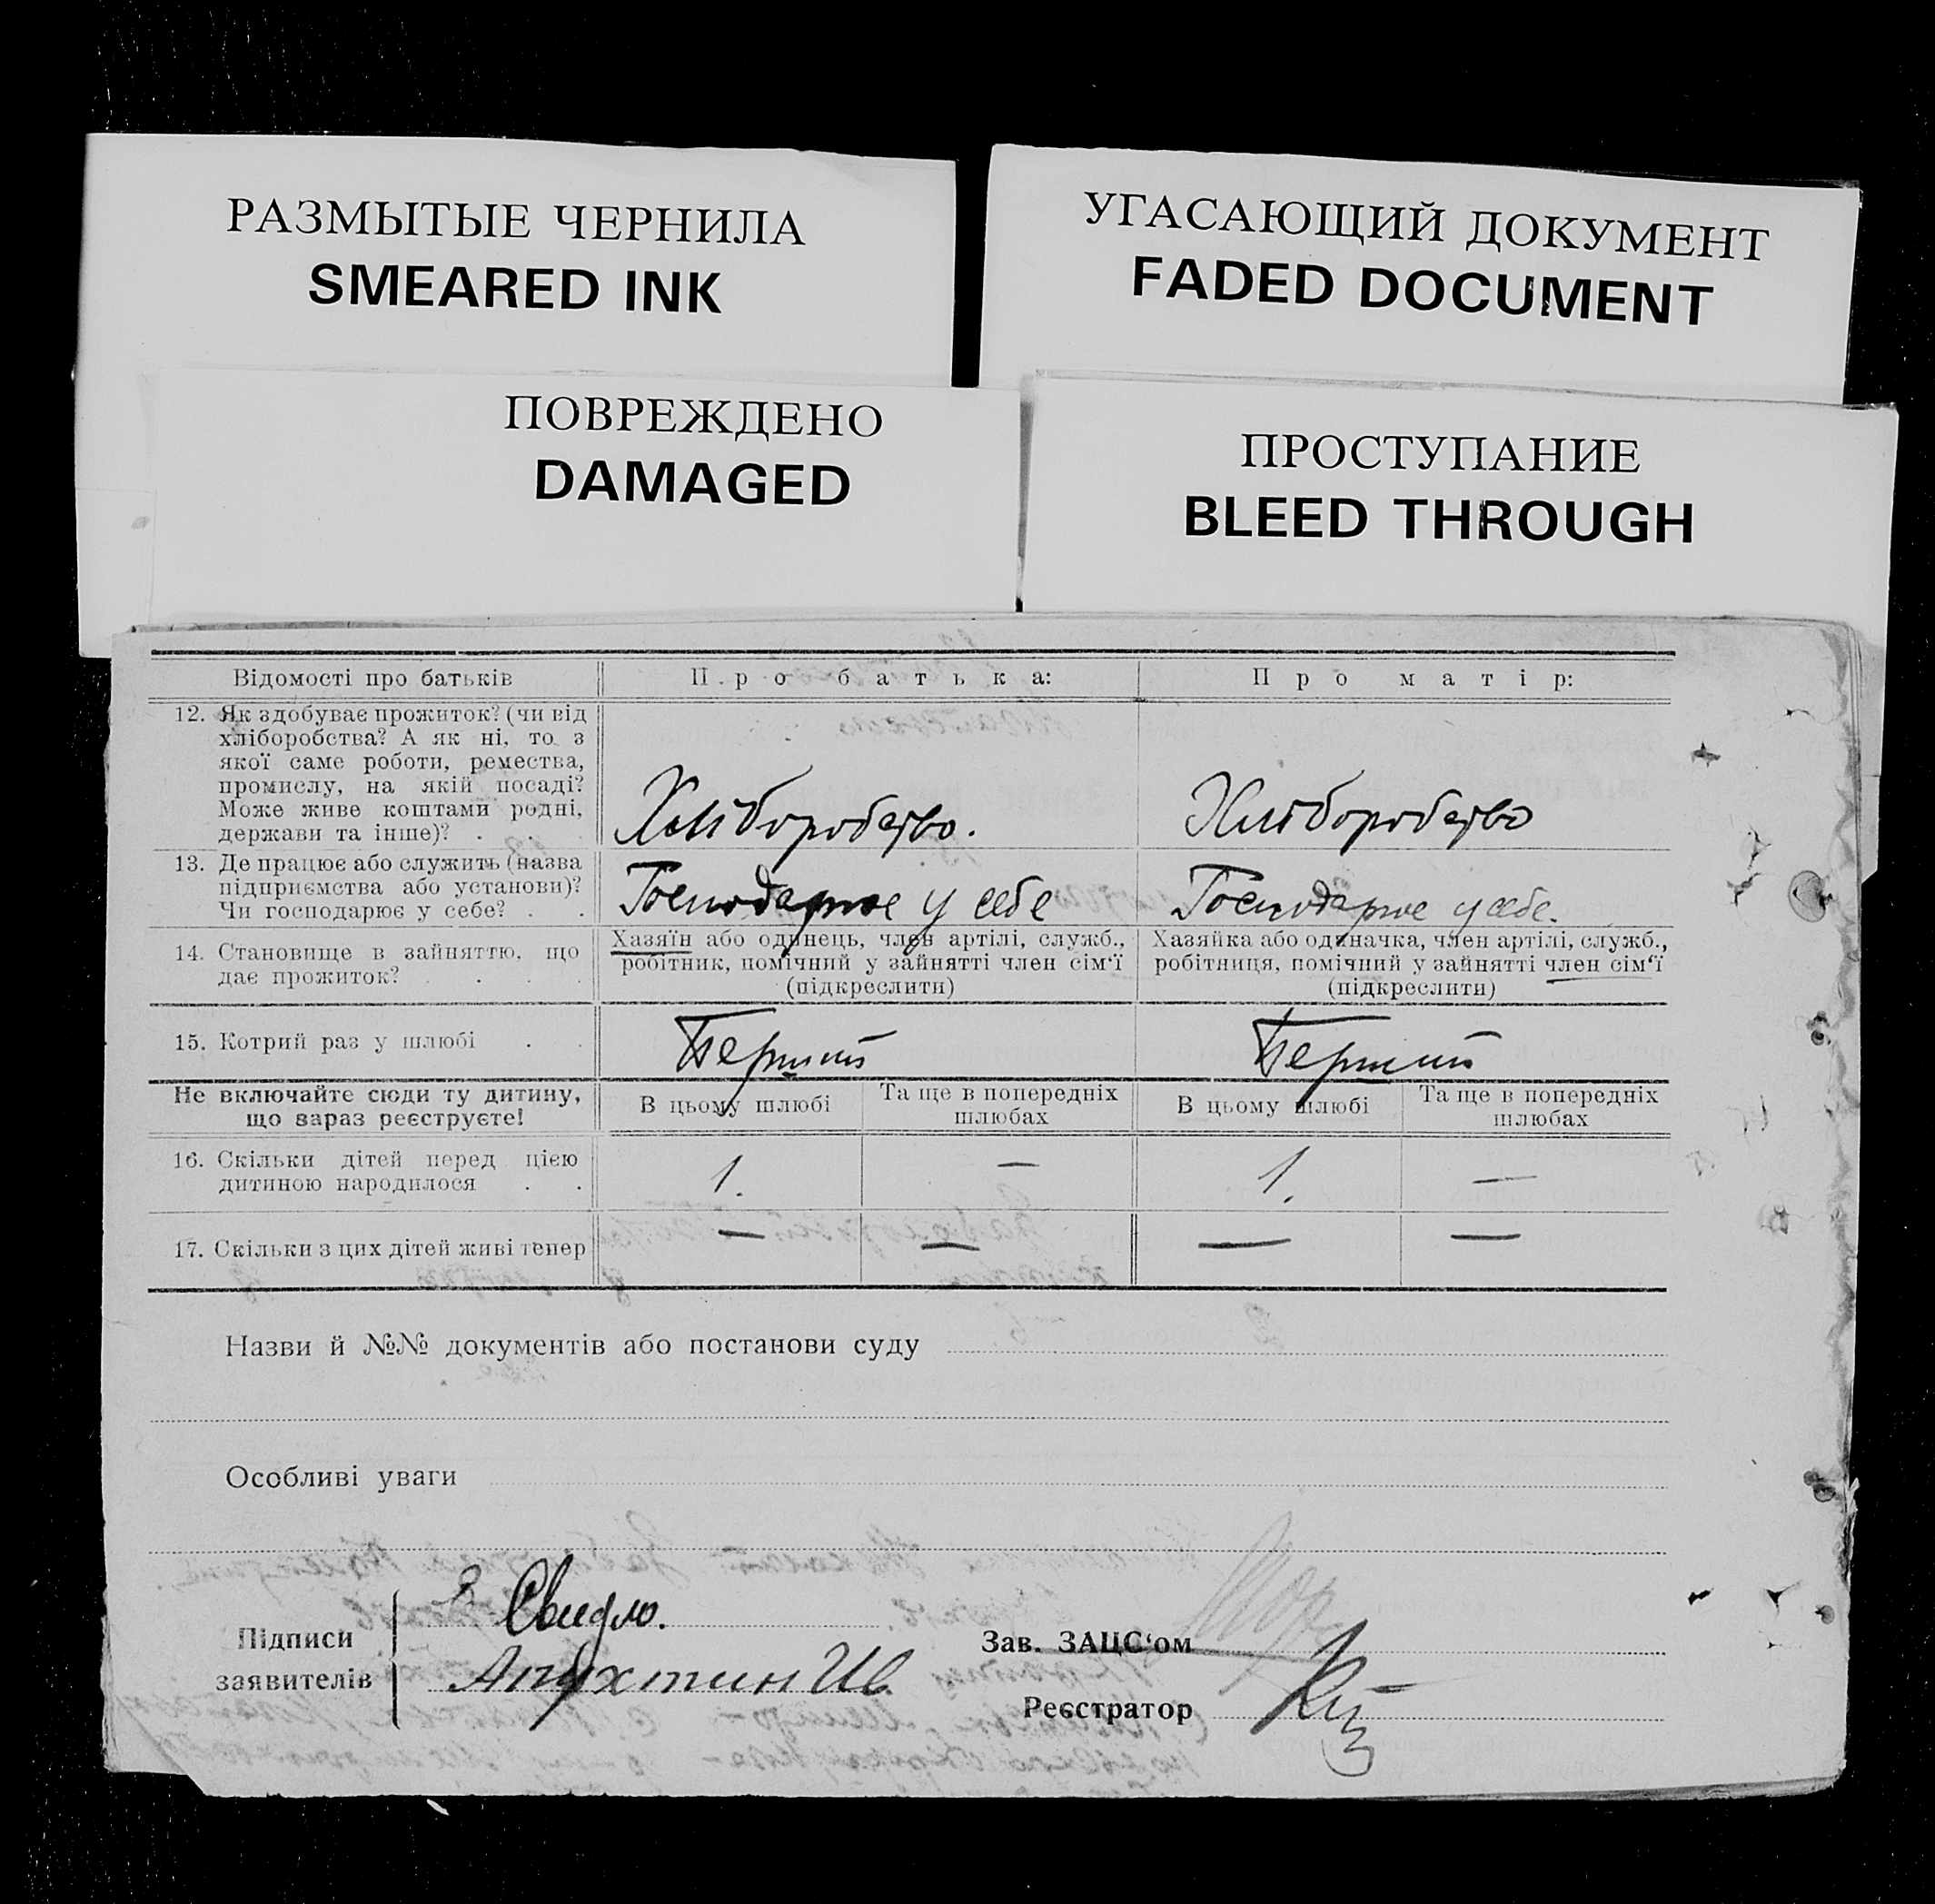 РАЗМЫТЫЕ ЧЕРНИЛА
SMEARED INK
УГАСАЮЩИЙ ДОКУМЕНТ
FADED DOCUMENT
ПОВРЕЖДЕНО
DAMAGED
ПРОСТУПАНИЕ
BLEED THROUGH
Відомості про батьків
Про батька:
Про матір:
12. Як здобуває прожиток? (чи від
хліборобства? А як ні, то з
якої саме роботи, ремества,
промислу, на якій посаді?
Може живе коштами родні,
держави та інше)? . . .
Хліборобство.
Хліборобство
13. Де працює або служить (назва
підприємства або установи)?
Чи господарює у себе? . .
Господарює у себе
Господарює у себе.
14. Становище в зайняттю, що
дає прожиток? . . . .
Хазяїн або одинець, член артілі, служб.,
робітник, помічний у зайнятті член сім'ї
(підкреслити)
Хазяйка або одиначка, член артілі, служб.,
робітниця, помічний у зайнятті член сім'ї
(підкреслити)
15. Котрий раз у шлюбі . .
Перший
Перший
Не включайте сюди ту дитину,
що зараз реєструєте!
В цьому шлюбі
Та ще в попередніх
шлюбах
В цьому шлюбі
Та ще в попередніх
шлюбах
16. Скільки дітей перед цією
дитиною народилося . .
1. — 1. —
17. Скільки з цих дітей живі тепер
— — — —
Назви й №№ документів або постанови суду
Особливі уваги
Підписи
заявителів
Свидло.
Апухтин Ив.
Зав. ЗАЦС'ом
Реєстратор